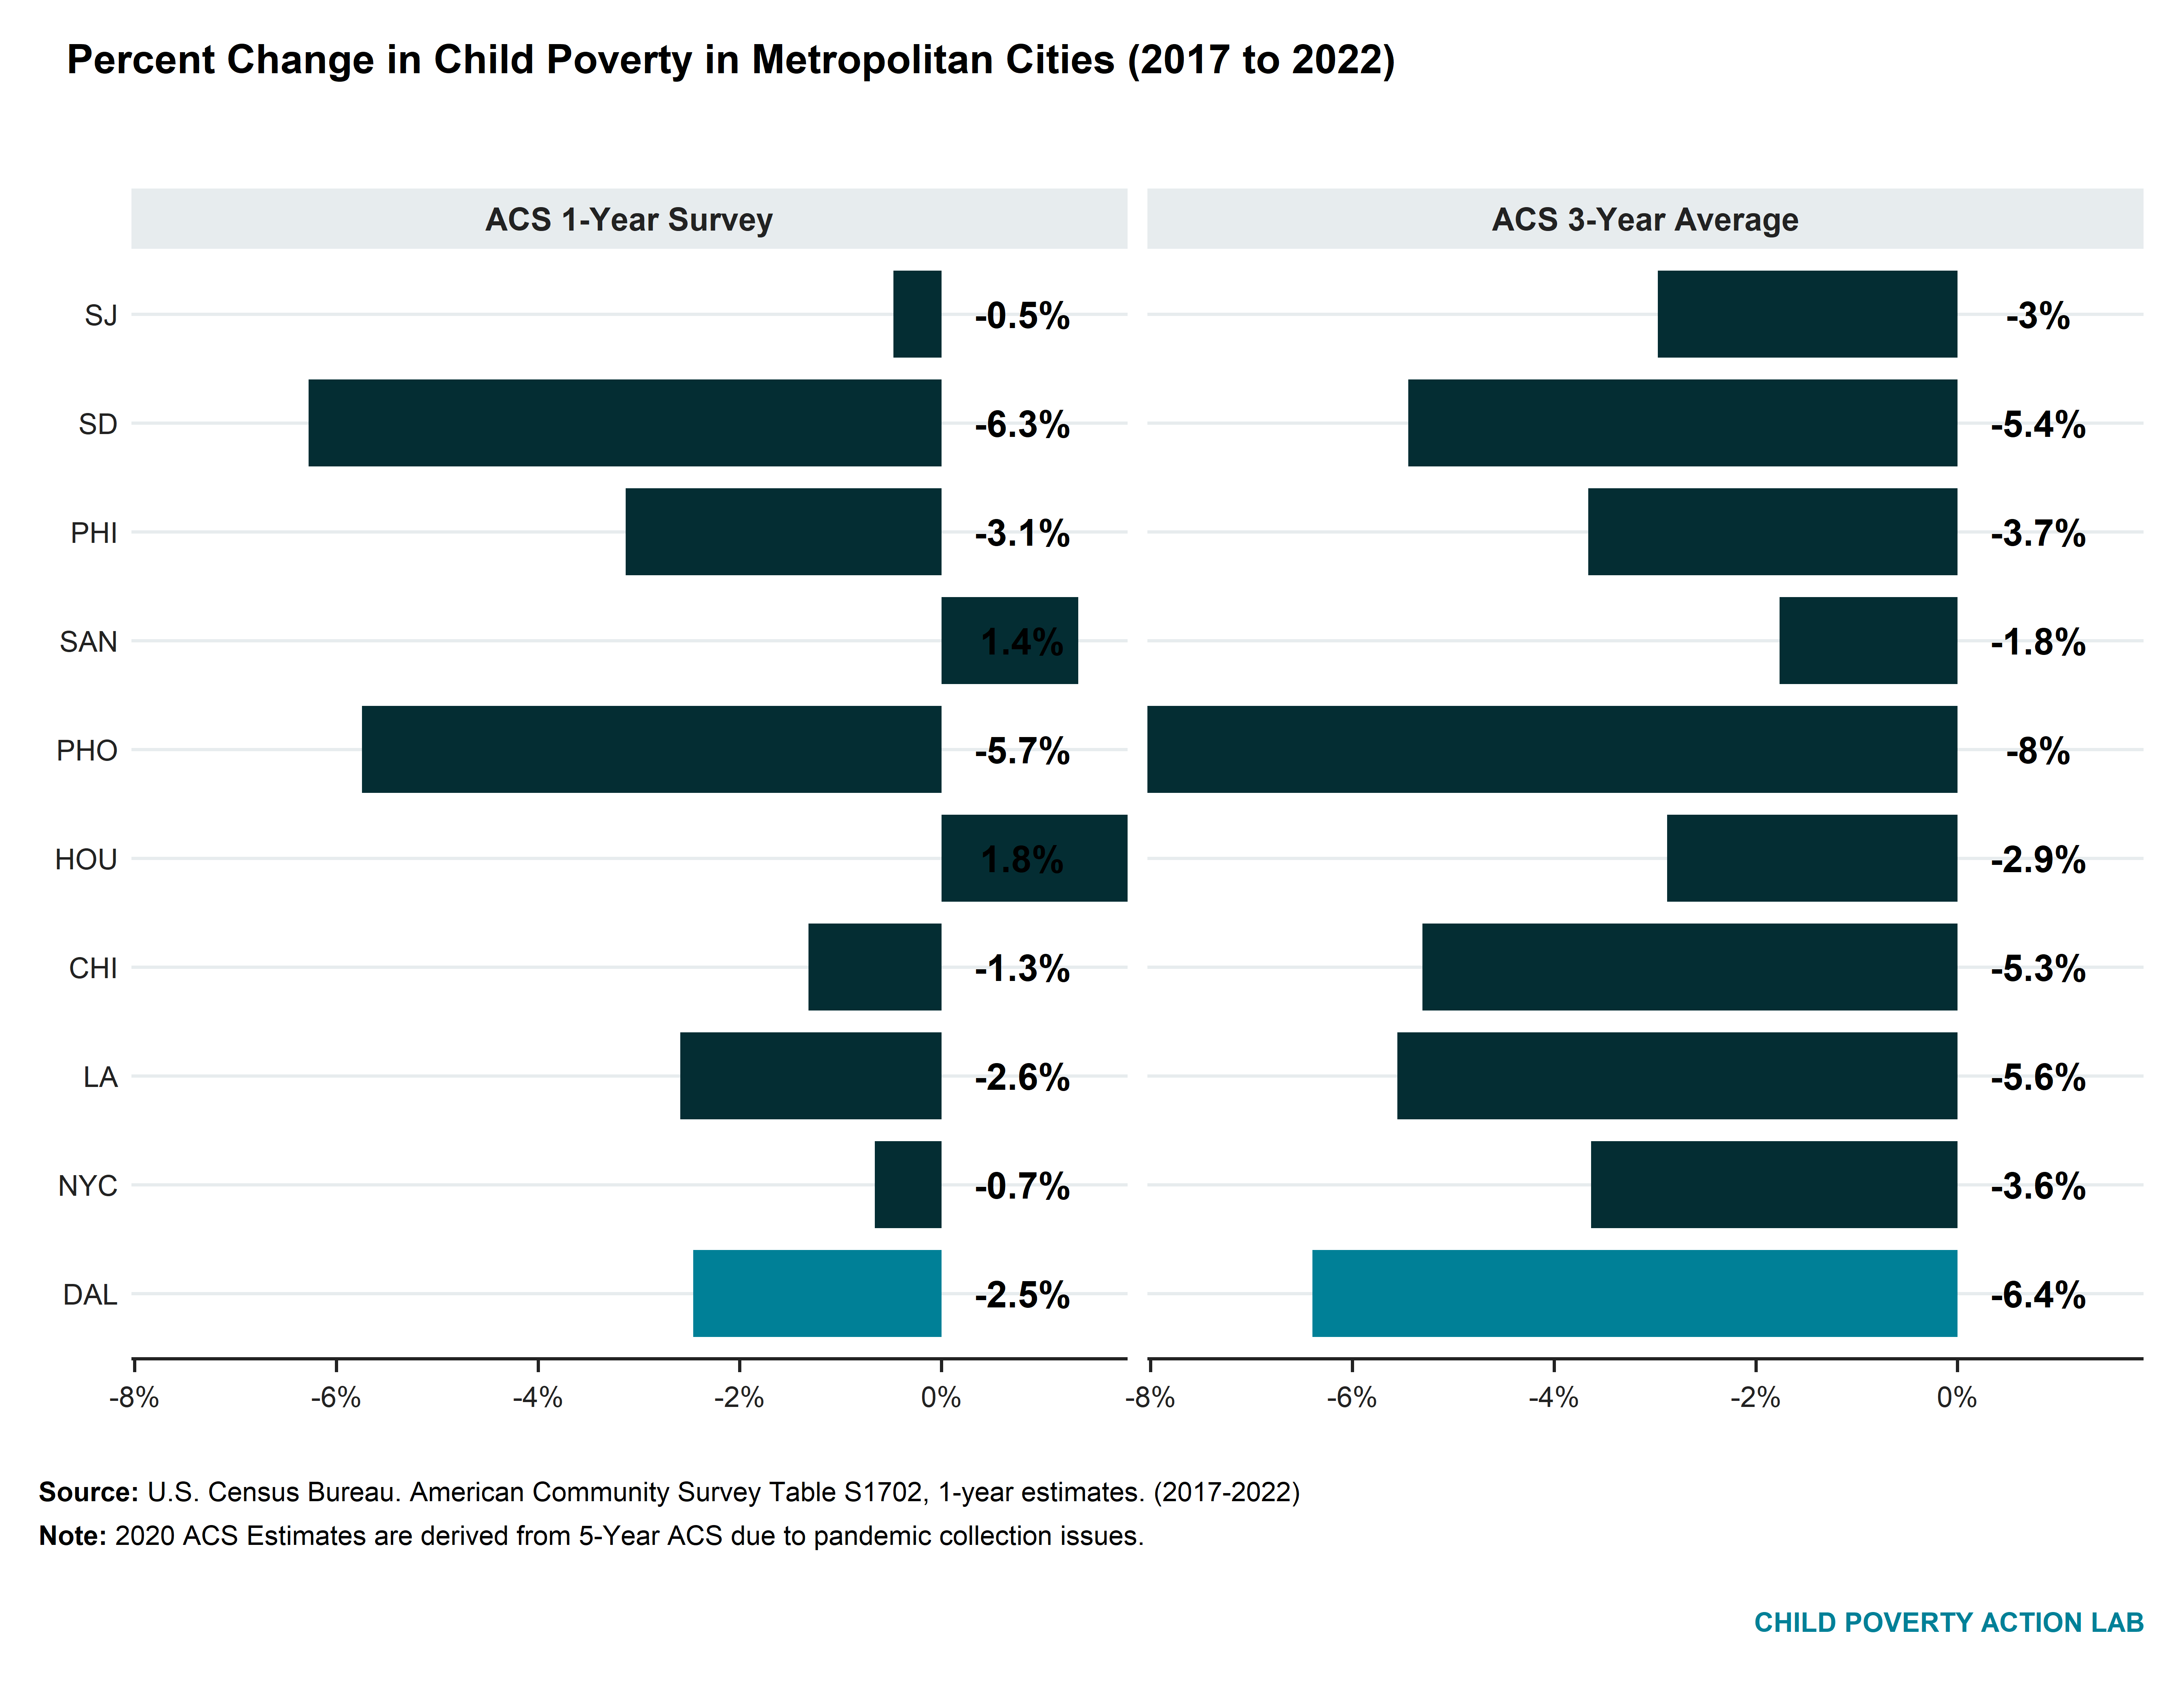 Percent Change in Child Poverty in Metropolitan Cities (2017 to 2022)
ACS 1-Year Survey
ACS 3-Year Average
SJ -0.5% -3%
SD -6.3% -5.4%
PHI -3.1% -3.7%
SAN 1.4% -1.8%
PHO -5.7% -8%
HOU 1.8% -2.9%
CHI -1.3% -5.3%
LA -2.6% -5.6%
NYC -0.7% -3.6%
DAL -2.5% -6.4%
-8% -6% -4% -2% 0% -8% -6% -4% -2% 0%
Source: U.S. Census Bureau. American Community Survey Table S1702, 1-year estimates. (2017-2022)
Note: 2020 ACS Estimates are derived from 5-Year ACS due to pandemic collection issues.
CHILD POVERTY ACTION LAB